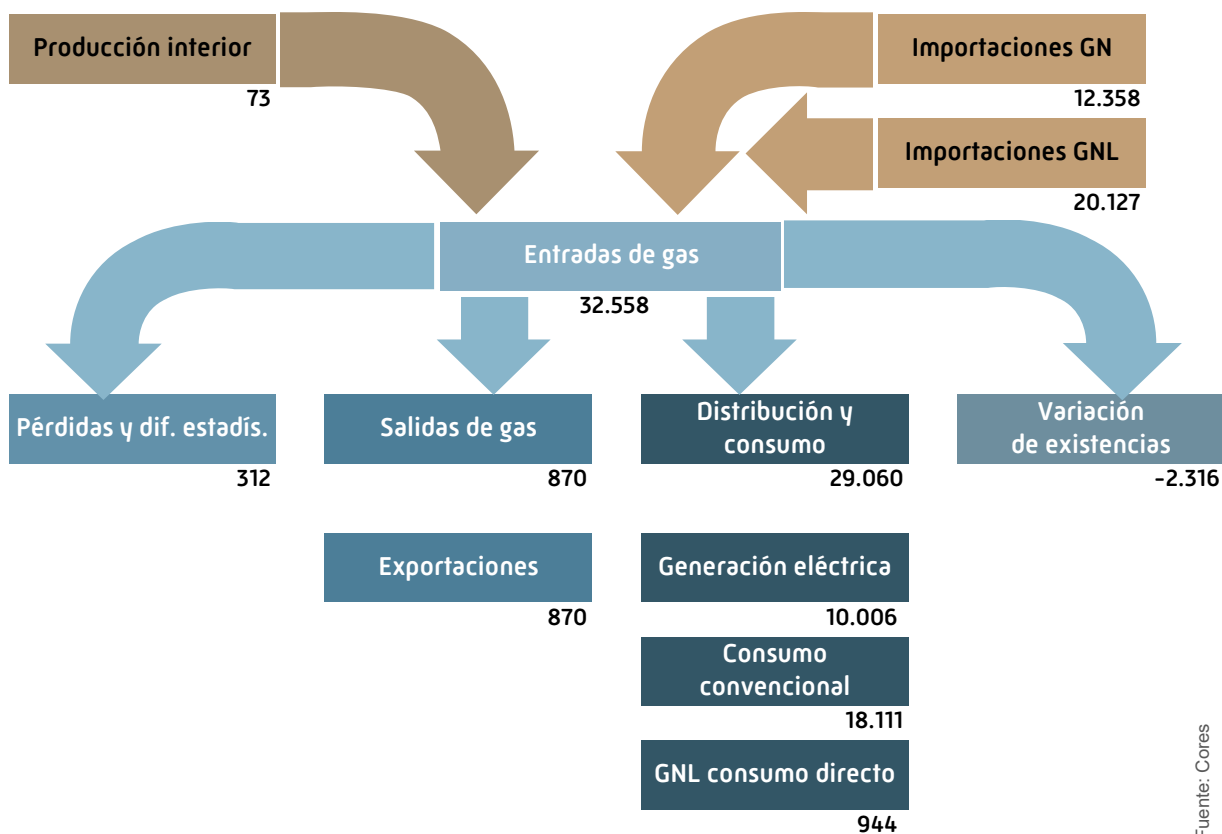 Producción interior
73
Importaciones GN
12.358
Importaciones GNL
20.127
Entradas de gas
32.558
Pérdidas y dif. estadís.
312
Salidas de gas
870
Distribución y
consumo
29.060
Variación
de existencias
-2.316
Exportaciones
870
Generación eléctrica
10.006
Consumo
convencional
18.111
GNL consumo directo
944
Fuente: Cores